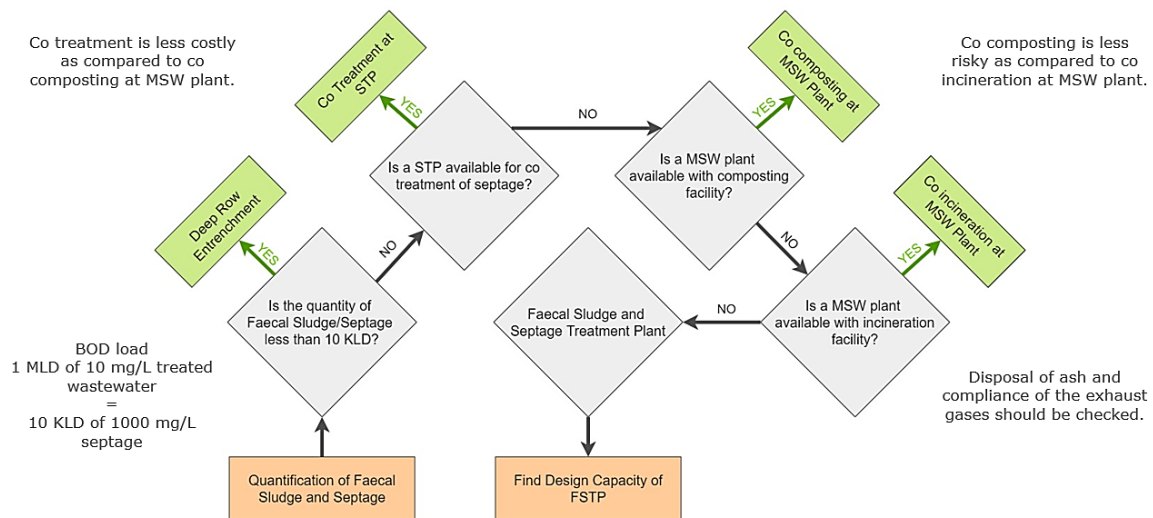 Co treatment is less costly
as compared to co
composting at MSW plant.
Co Treatment at
STP
YES
Is a STP available for co
treatment of septage?
NO
Co composting at
MSW Plant
YES
Is a MSW plant
available with composting
facility?
Co composting is less
risky as compared to co
incineration at MSW plant.
Deep Row
Entrenchment
YES
NO
Is the quantity of
Faecal Sludge/Septage
less than 10 KLD?
NO
Co incineration at
MSW Plant
YES
Is a MSW plant
available with incineration
facility?
NO
Faecal Sludge and
Septage Treatment Plant
BOD load
1 MLD of 10 mg/L treated
wastewater
=
10 KLD of 1000 mg/L
septage
Disposal of ash and
compliance of the exhaust
gases should be checked.
Quantification of Faecal
Sludge and Septage
Find Design Capacity of
FSTP